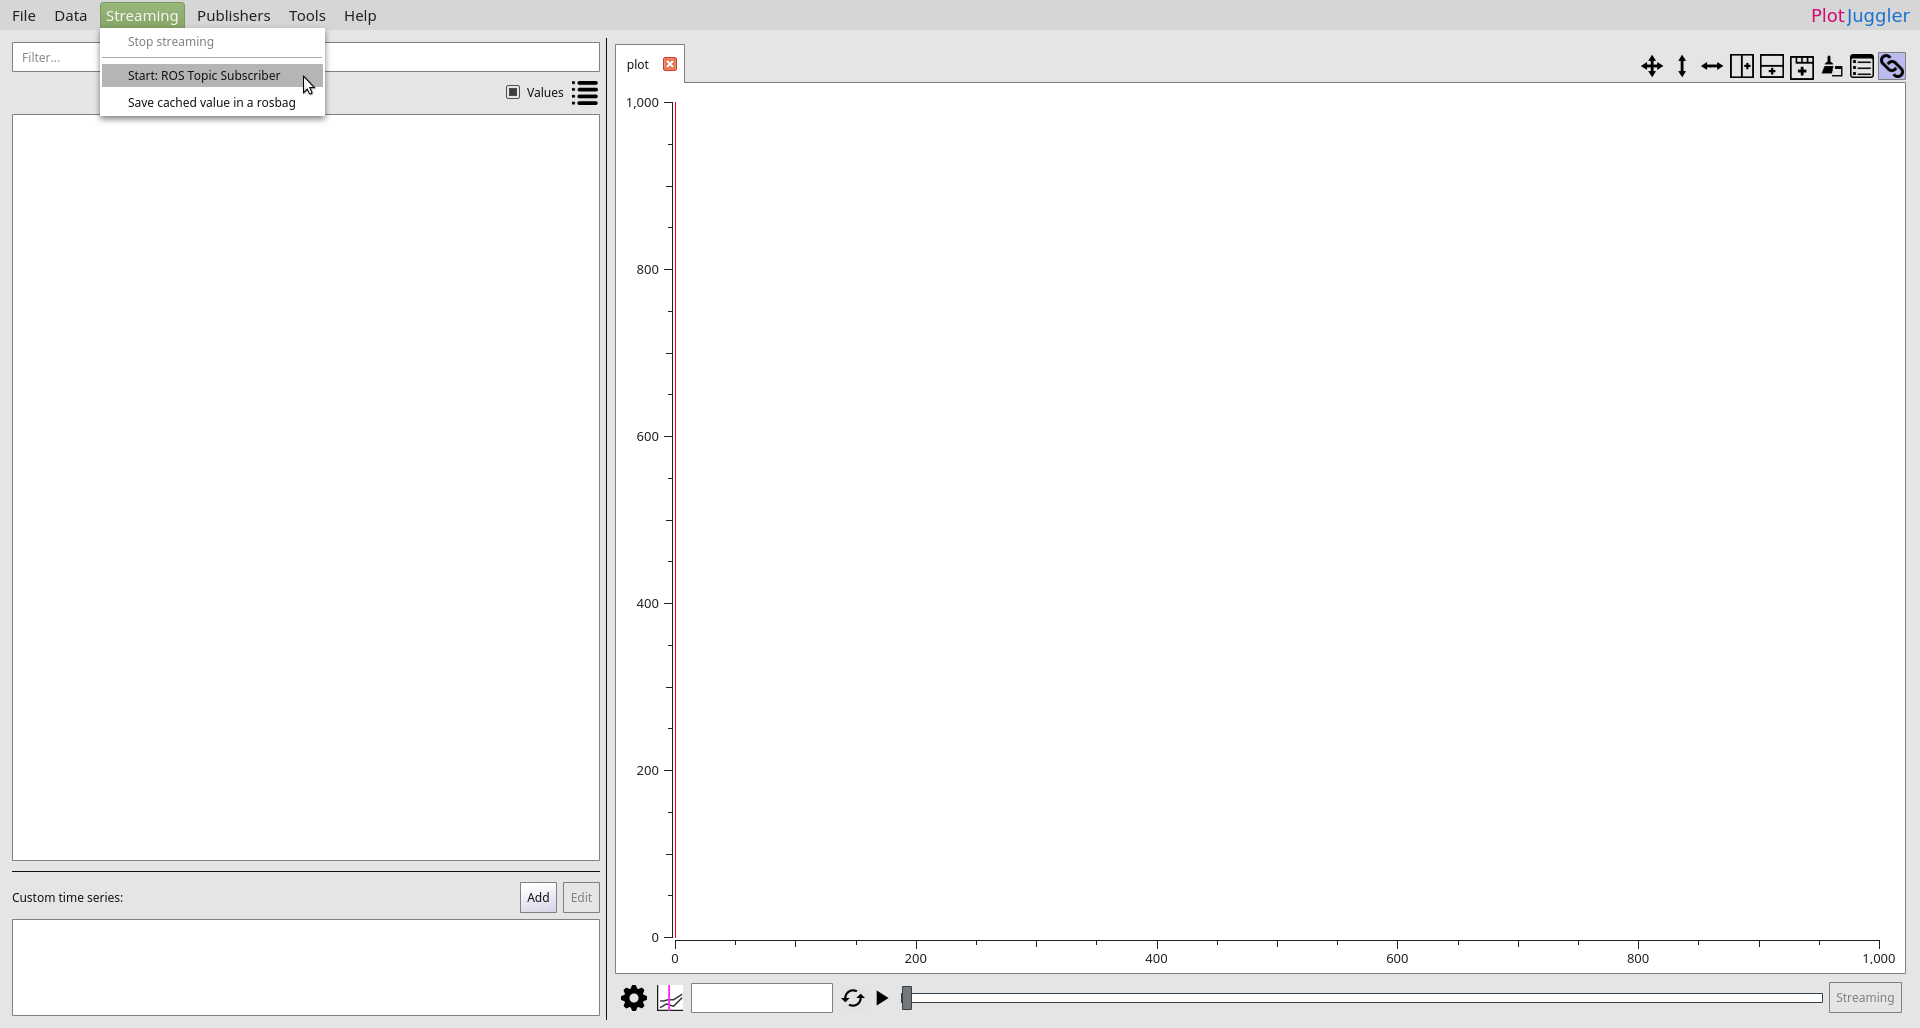 File Data Streaming Publishers Tools Help PlotJuggler
Stop streaming
Start: ROS Topic Subscriber
Save cached value in a rosbag
Filter...
Values
Custom time series:
Add
Edit
plot
1,000
800
600
400
200
0
0 200 400 600 800 1,000
Streaming